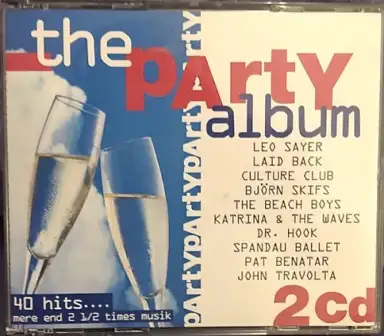 the
pArtY
album
LEO SAYER
LAID BACK
CULTURE CLUB
BJÖRN SKIFS
THE BEACH BOYS
KATRINA & THE WAVES
DR. HOOK
SPANDAU BALLET
PAT BENATAR
JOHN TRAVOLTA
2cd
pArtYpArtYpArtYpArtY
40 hits....
mere end 2 1/2 times musik